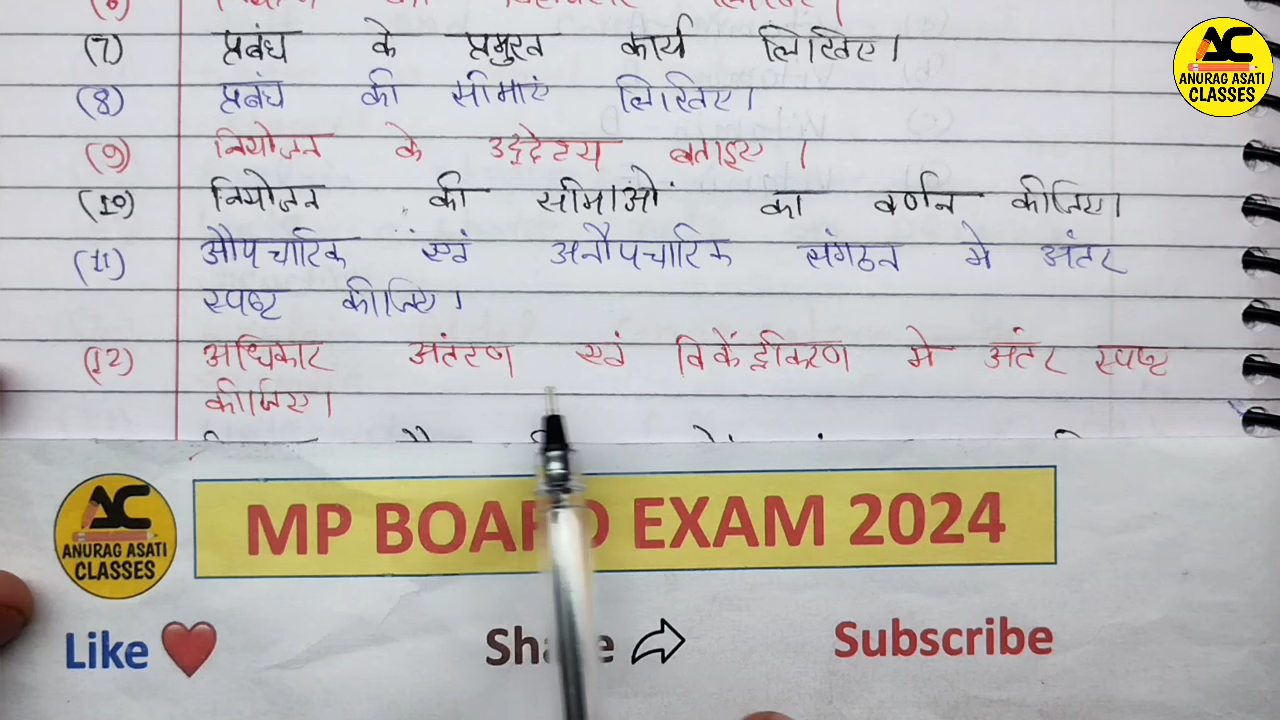 (7) प्रबंध के प्रमुख कार्य लिखिए।
(8) प्रबंध की सीमाएं लिखिए।
(9) नियोजन के उद्देश्य बताइए।
(10) नियोजन की सीमाओं का वर्णन कीजिए।
(11) औपचारिक एवं अनौपचारिक संगठन मे अंतर
स्पष्ट कीजिए।
(12) अधिकार अंतरण एवं विकेंद्रीकरण मे अंतर स्पष्ट
कीजिए।
AC
ANURAG ASATI
CLASSES
AC
ANURAG ASATI
CLASSES
MP BOARD EXAM 2024
Like
Share
Subscribe